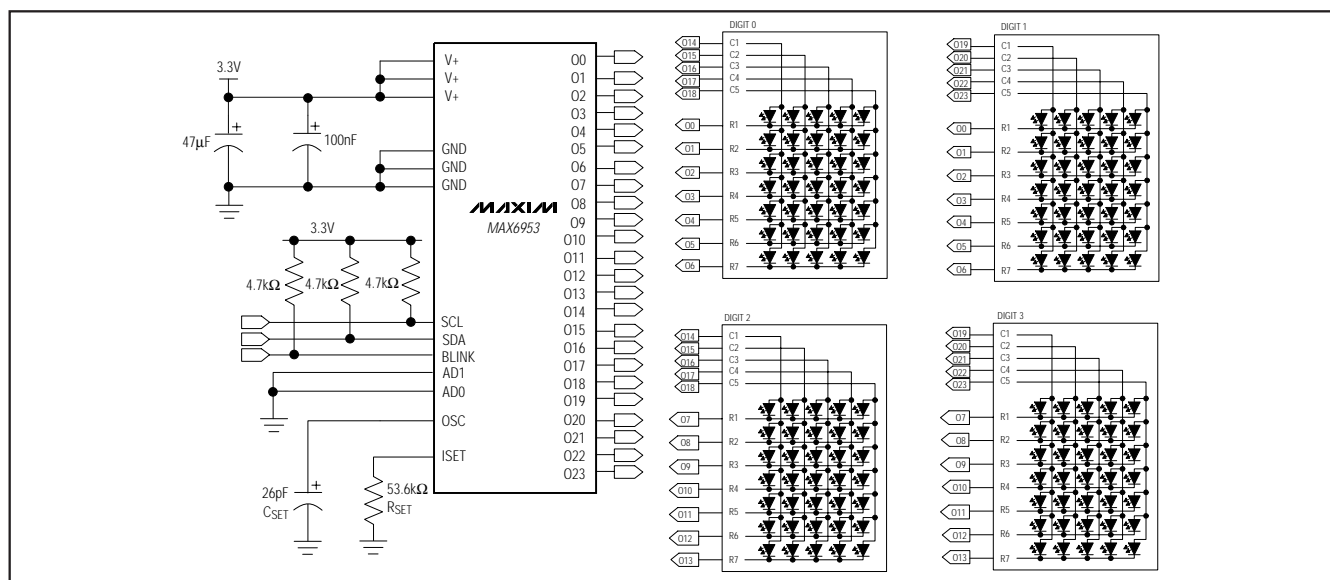 3.3V
47µF
100nF
V+
V+
V+
GND
GND
GND
MAXIM
MAX6953
3.3V
4.7kΩ
4.7kΩ
4.7kΩ
SCL
SDA
BLINK
AD1
AD0
OSC
ISET
26pF
CSET
53.6kΩ
RSET
O0
O1
O2
O3
O4
O5
O6
O7
O8
O9
O10
O11
O12
O13
O14
O15
O16
O17
O18
O19
O20
O21
O22
O23
DIGIT 0
O14 C1
O15 C2
O16 C3
O17 C4
O18 C5
O0 R1
O1 R2
O2 R3
O3 R4
O4 R5
O5 R6
O6 R7
DIGIT 1
O19 C1
O20 C2
O21 C3
O22 C4
O23 C5
O0 R1
O1 R2
O2 R3
O3 R4
O4 R5
O5 R6
O6 R7
DIGIT 2
O14 C1
O15 C2
O16 C3
O17 C4
O18 C5
O7 R1
O8 R2
O9 R3
O10 R4
O11 R5
O12 R6
O13 R7
DIGIT 3
O19 C1
O20 C2
O21 C3
O22 C4
O23 C5
O7 R1
O8 R2
O9 R3
O10 R4
O11 R5
O12 R6
O13 R7